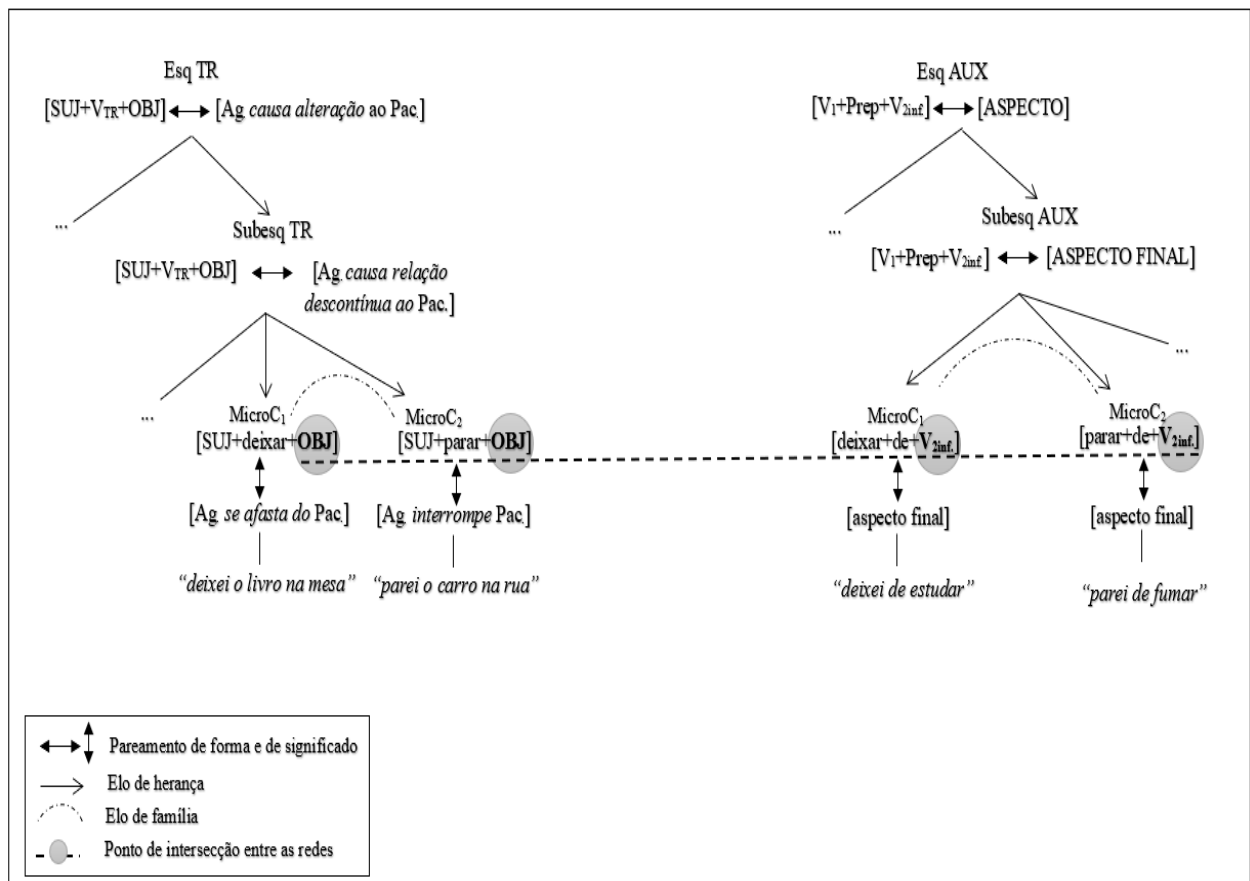 Esq TR
[SUJ+VTR+OBJ] [Ag. causa alteração ao Pac.]
...
Subesq TR
[SUJ+VTR+OBJ] [Ag. causa relação
descontínua ao Pac.]
...
MicroC1
[SUJ+deixar+OBJ]
[Ag. se afasta do Pac.]
“deixei o livro na mesa”
MicroC2
[SUJ+parar+OBJ]
[Ag. interrompe Pac.]
“parei o carro na rua”
Esq AUX
[V1+Prep+V2inf.] [ASPECTO]
...
Subesq AUX
[V1+Prep+V2inf.] [ASPECTO FINAL]
...
MicroC1
[deixar+de+V2inf.]
[aspecto final]
“deixei de estudar”
MicroC2
[parar+de+V2inf.]
[aspecto final]
“parei de fumar”
Pareamento de forma e de significado
Elo de herança
Elo de família
Ponto de intersecção entre as redes